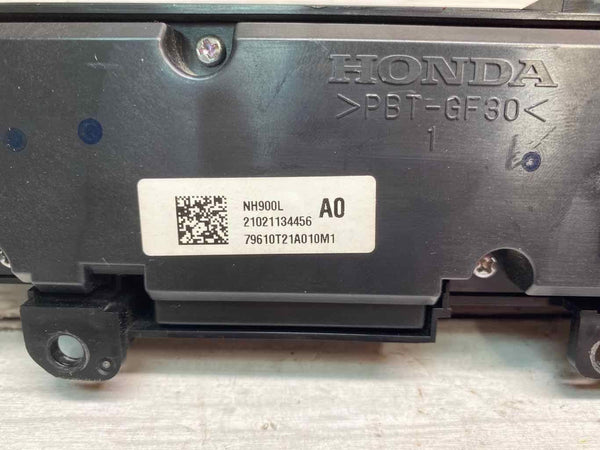 HONDA
>PBT-GF30<
1
NH900L A0
21021134456
79610T21A010M1